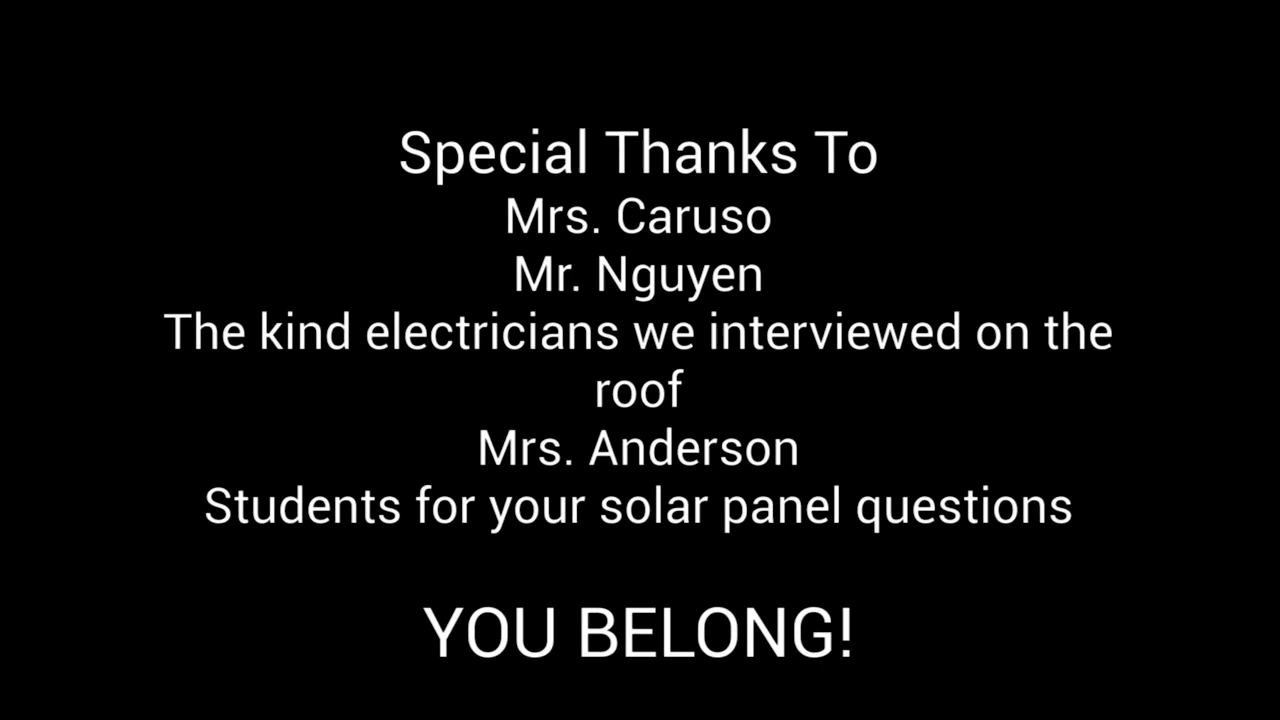 Special Thanks To
Mrs. Caruso
Mr. Nguyen
The kind electricians we interviewed on the
roof
Mrs. Anderson
Students for your solar panel questions
YOU BELONG!